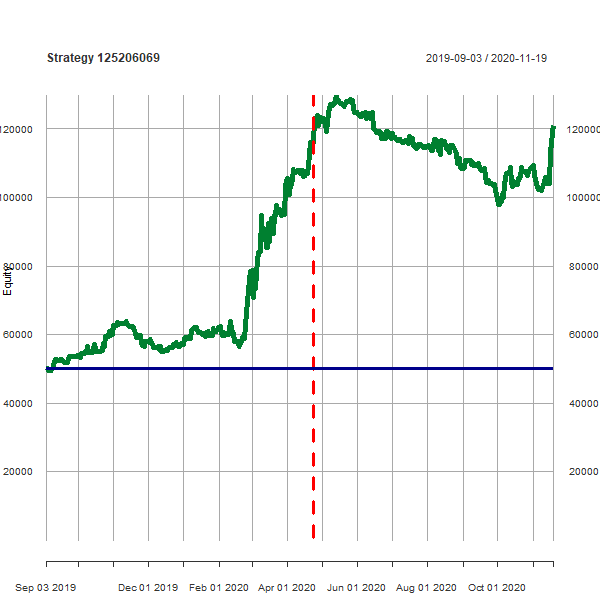 Strategy 125206069 2019-09-03 / 2020-11-19
120000 120000
100000 100000
80000 80000
Equity
60000 60000
40000 40000
20000 20000
Sep 03 2019 Dec 01 2019 Feb 01 2020 Apr 01 2020 Jun 01 2020 Aug 01 2020 Oct 01 2020